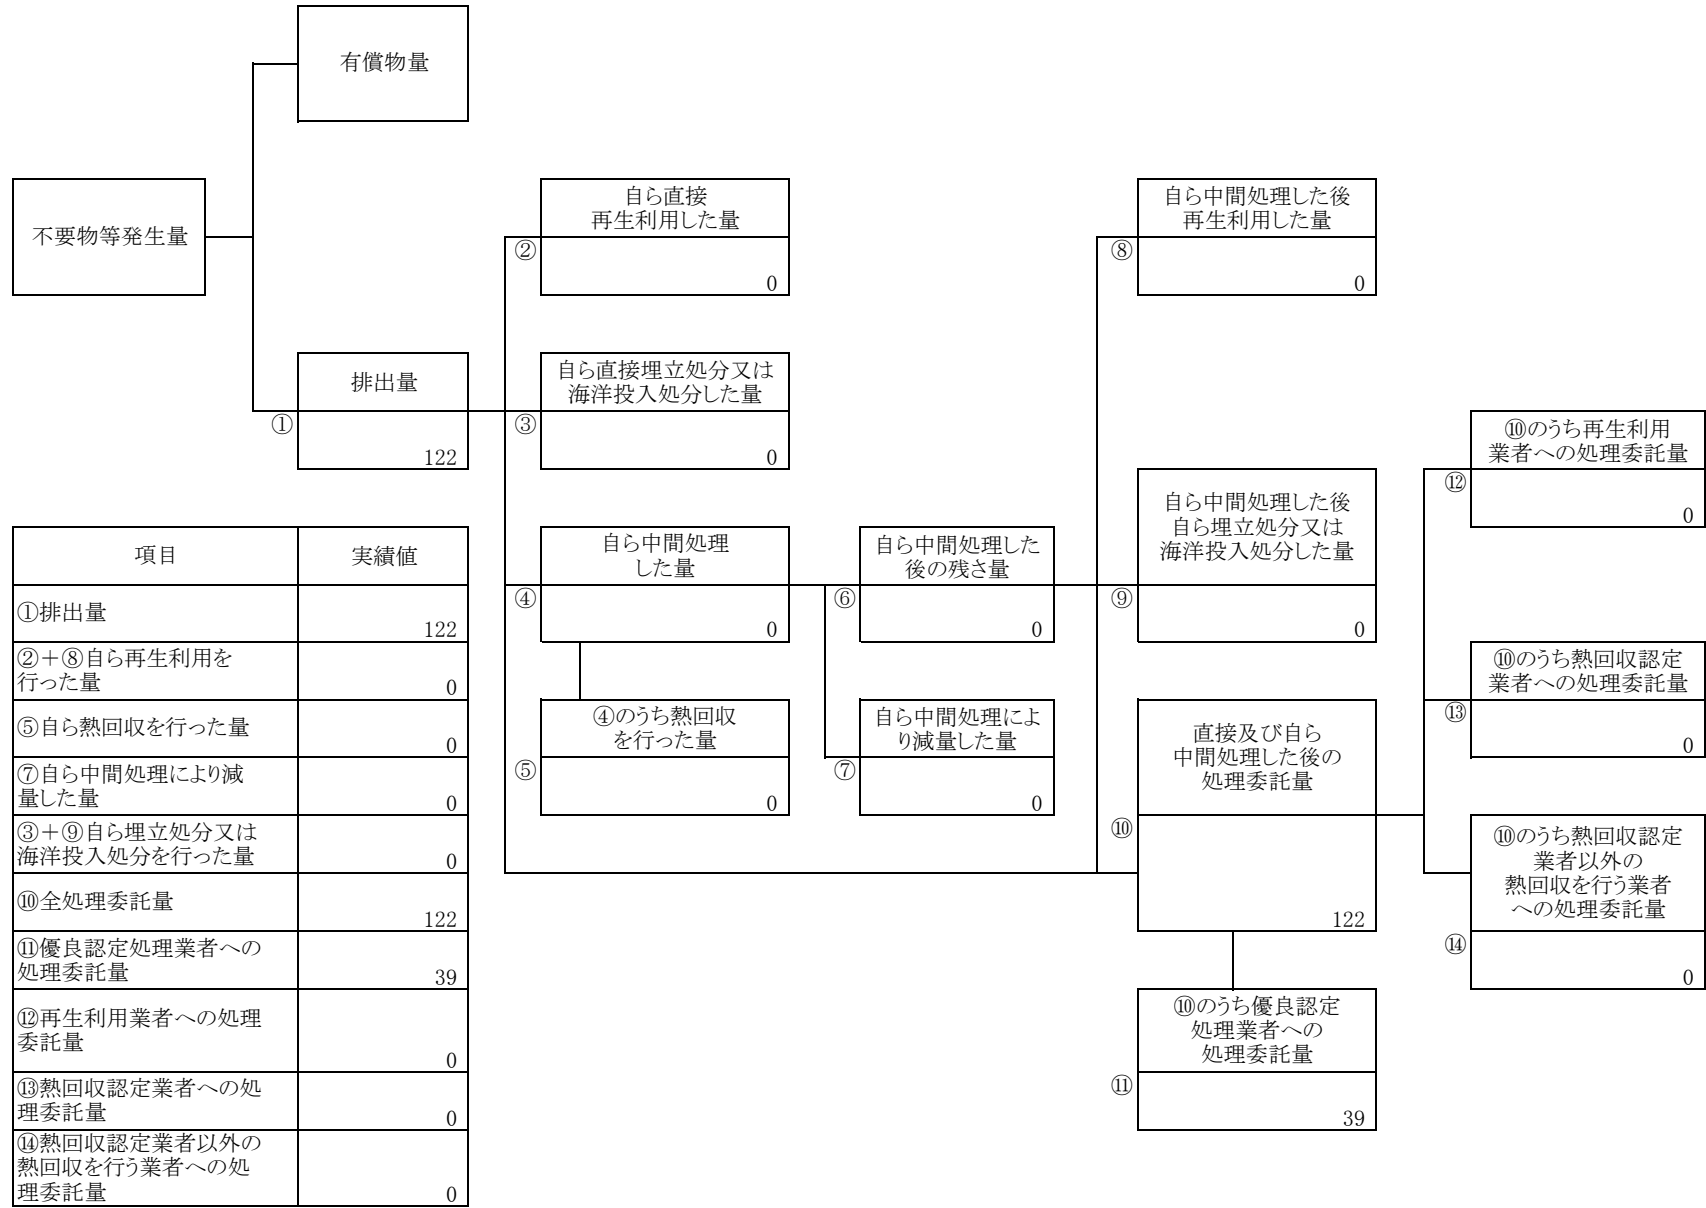 有償物量
不要物等発生量
排出量
①
122
自ら直接
再生利用した量
②
0
自ら直接埋立処分又は
海洋投入処分した量
③
0
自ら中間処理
した量
④
0
④のうち熱回収
を行った量
⑤
0
自ら中間処理した
後の残さ量
⑥
0
自ら中間処理によ
り減量した量
⑦
0
自ら中間処理した後
再生利用した量
⑧
0
自ら中間処理した後
自ら埋立処分又は
海洋投入処分した量
⑨
0
直接及び自ら
中間処理した後の
処理委託量
⑩
122
⑩のうち優良認定
処理業者への
処理委託量
⑪
39
⑩のうち再生利用
業者への処理委託量
⑫
0
⑩のうち熱回収認定
業者への処理委託量
⑬
0
⑩のうち熱回収認定
業者以外の
熱回収を行う業者
への処理委託量
⑭
0
項目 実績値
①排出量
122
②＋⑧自ら再生利用を
行った量
0
⑤自ら熱回収を行った量
0
⑦自ら中間処理により減
量した量
0
③＋⑨自ら埋立処分又は
海洋投入処分を行った量
0
⑩全処理委託量
122
⑪優良認定処理業者への
処理委託量
39
⑫再生利用業者への処理
委託量
0
⑬熱回収認定業者への処
理委託量
0
⑭熱回収認定業者以外の
熱回収を行う業者への処
理委託量
0